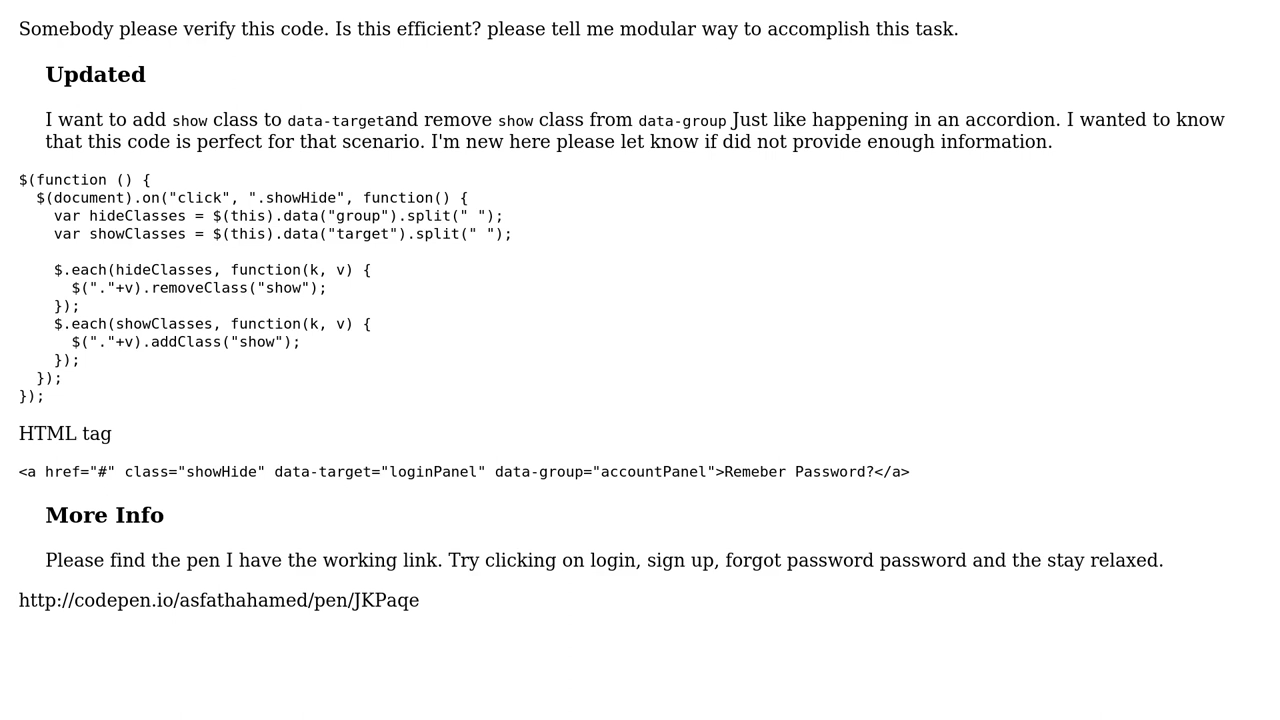 Somebody please verify this code. Is this efficient? please tell me modular way to accomplish this task.
Updated
I want to add show class to data-targetand remove show class from data-group Just like happening in an accordion. I wanted to know
that this code is perfect for that scenario. I'm new here please let know if did not provide enough information.
$(function () {
  $(document).on("click", ".showHide", function() {
    var hideClasses = $(this).data("group").split(" ");
    var showClasses = $(this).data("target").split(" ");

    $.each(hideClasses, function(k, v) {
      $("."+v).removeClass("show");
    });
    $.each(showClasses, function(k, v) {
      $("."+v).addClass("show");
    });
  });
});
HTML tag
<a href="#" class="showHide" data-target="loginPanel" data-group="accountPanel">Remeber Password?</a>
More Info
Please find the pen I have the working link. Try clicking on login, sign up, forgot password password and the stay relaxed.
http://codepen.io/asfathahamed/pen/JKPaqe